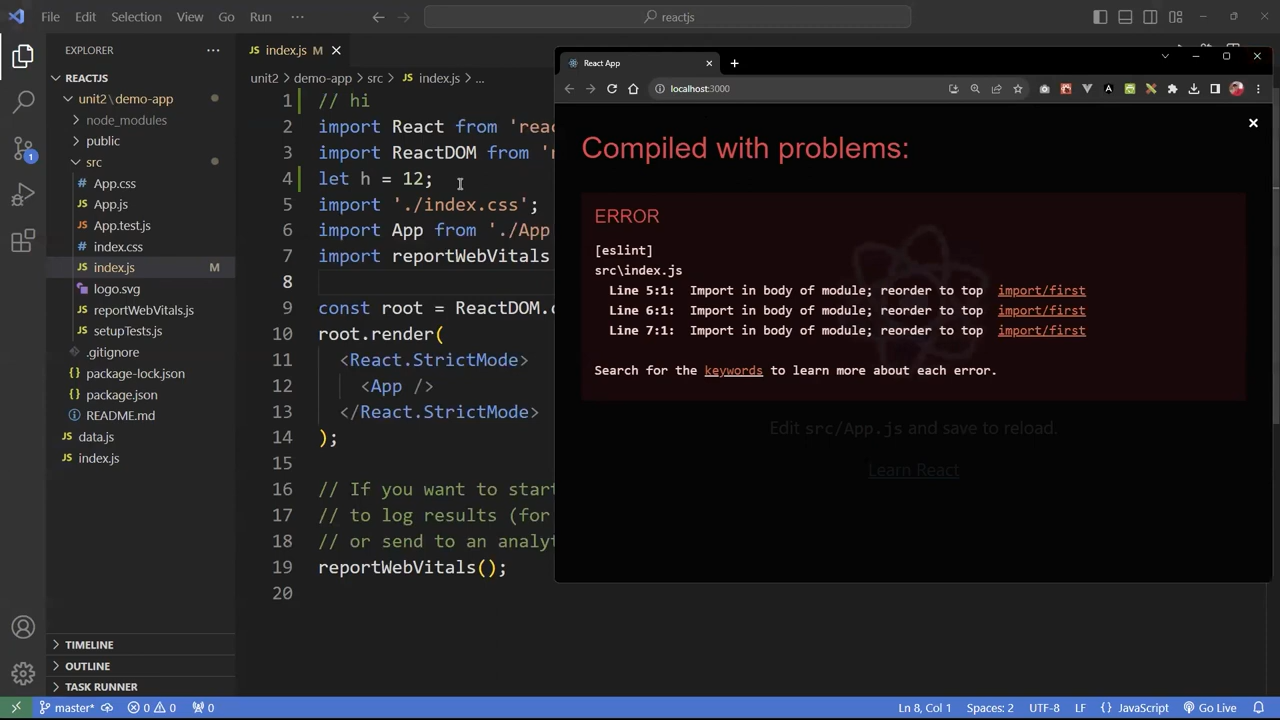 File Edit Selection View Go Run ···
reactjs
EXPLORER ···
REACTJS
unit2\demo-app
node_modules
public
src
App.css
App.js
App.test.js
index.css
index.js M
logo.svg
reportWebVitals.js
setupTests.js
.gitignore
package-lock.json
package.json
README.md
data.js
index.js
TIMELINE
OUTLINE
TASK RUNNER
JS index.js M
unit2 > demo-app > src > JS index.js > ...
1 // hi
2 import React from 'reac
3 import ReactDOM from '
4 let h = 12;
5 import './index.css';
6 import App from './App
7 import reportWebVitals
8
9 const root = ReactDOM.c
10 root.render(
11 <React.StrictMode>
12 <App />
13 </React.StrictMode>
14 );
15
16 // If you want to start
17 // to log results (for
18 // or send to an analyt
19 reportWebVitals();
20
React App
localhost:3000
Compiled with problems:
ERROR
[eslint]
src\index.js
Line 5:1: Import in body of module; reorder to top import/first
Line 6:1: Import in body of module; reorder to top import/first
Line 7:1: Import in body of module; reorder to top import/first
Search for the keywords to learn more about each error.
Edit src/App.js and save to reload.
Learn React
master* 0 0 0
Ln 8, Col 1 Spaces: 2 UTF-8 LF {} JavaScript Go Live